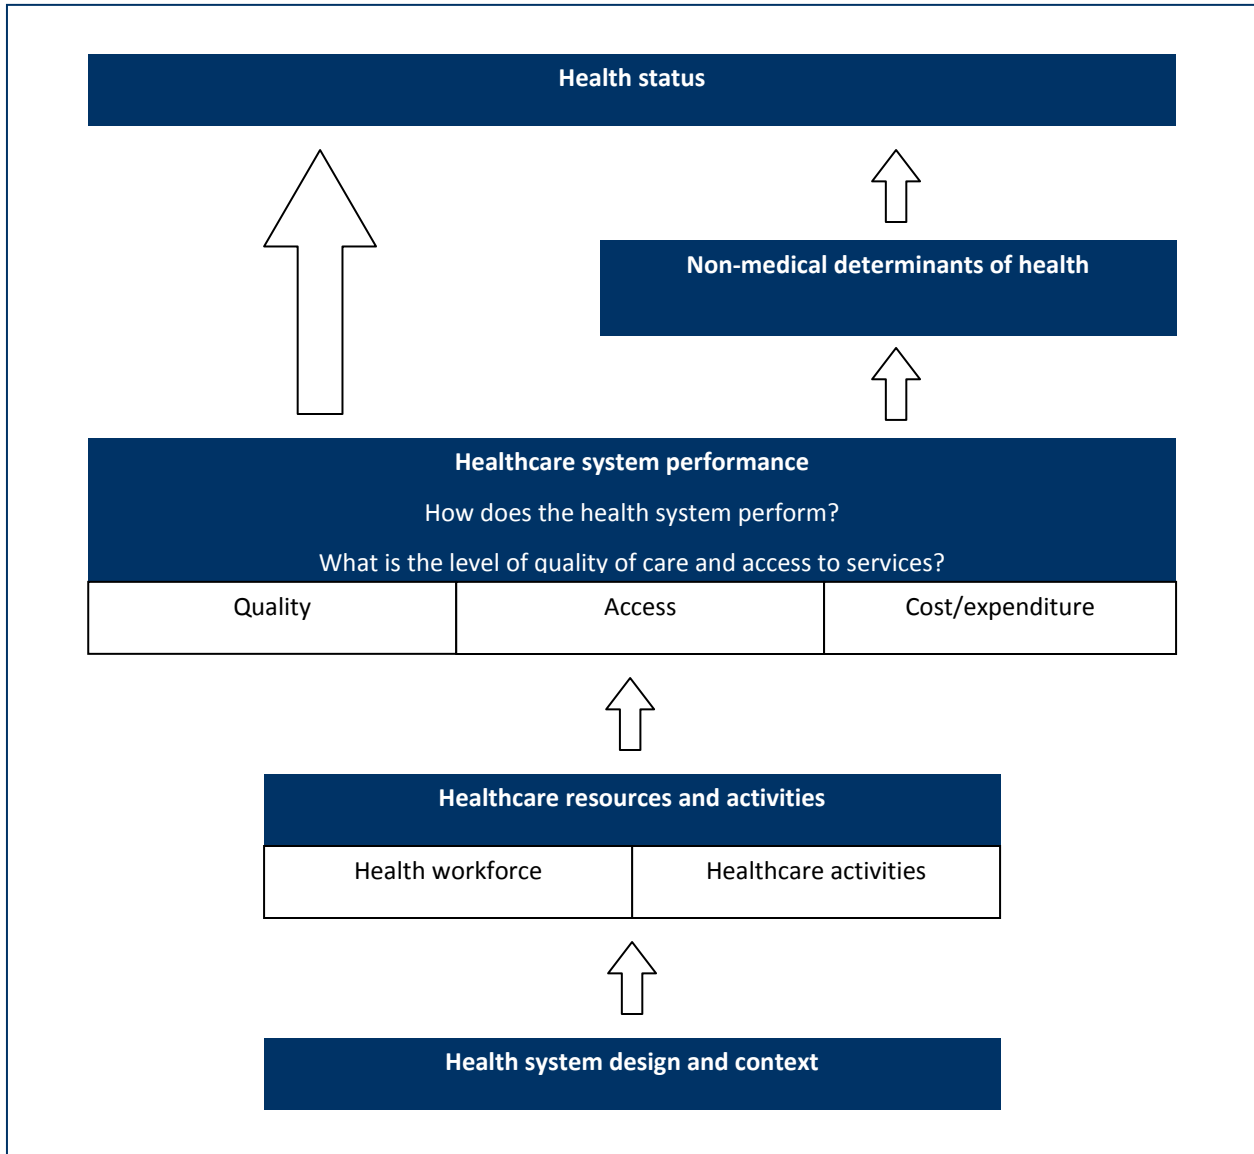 Health status
Non-medical determinants of health
Healthcare system performance
How does the health system perform?
What is the level of quality of care and access to services?
Quality
Access
Cost/expenditure
Healthcare resources and activities
Health workforce
Healthcare activities
Health system design and context